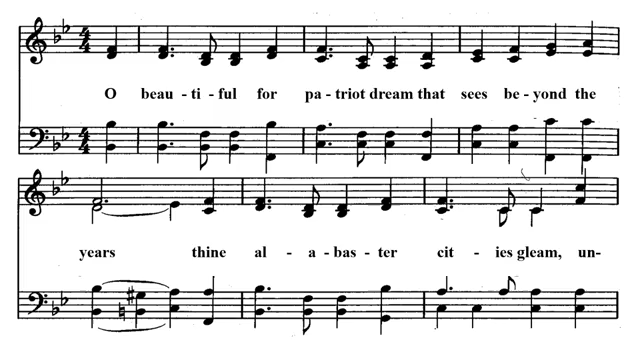 O beau - ti - ful for pa - triot dream that sees be - yond the
years thine al - a - bas - ter cit - ies gleam, un-